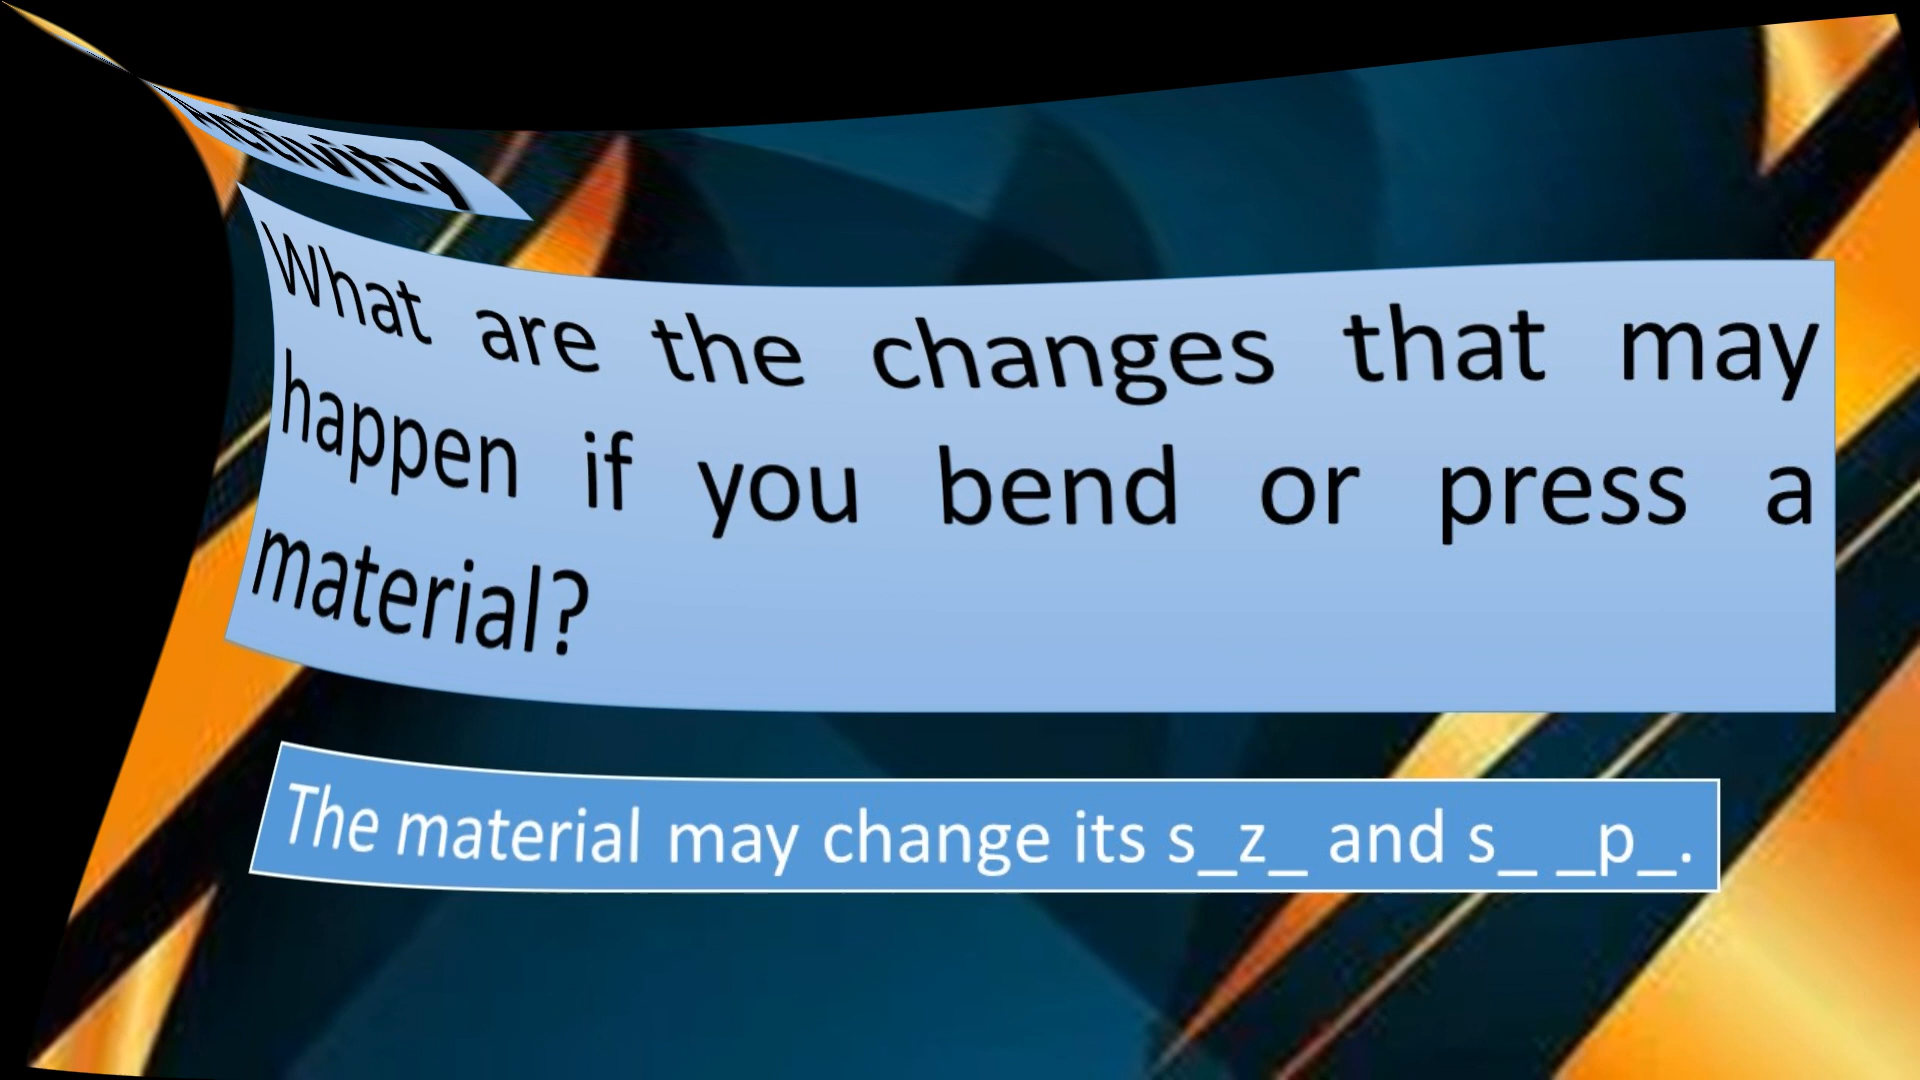 Activity
What are the changes that may
happen if you bend or press a
material?
The material may change its s_z_ and s_ _p_.